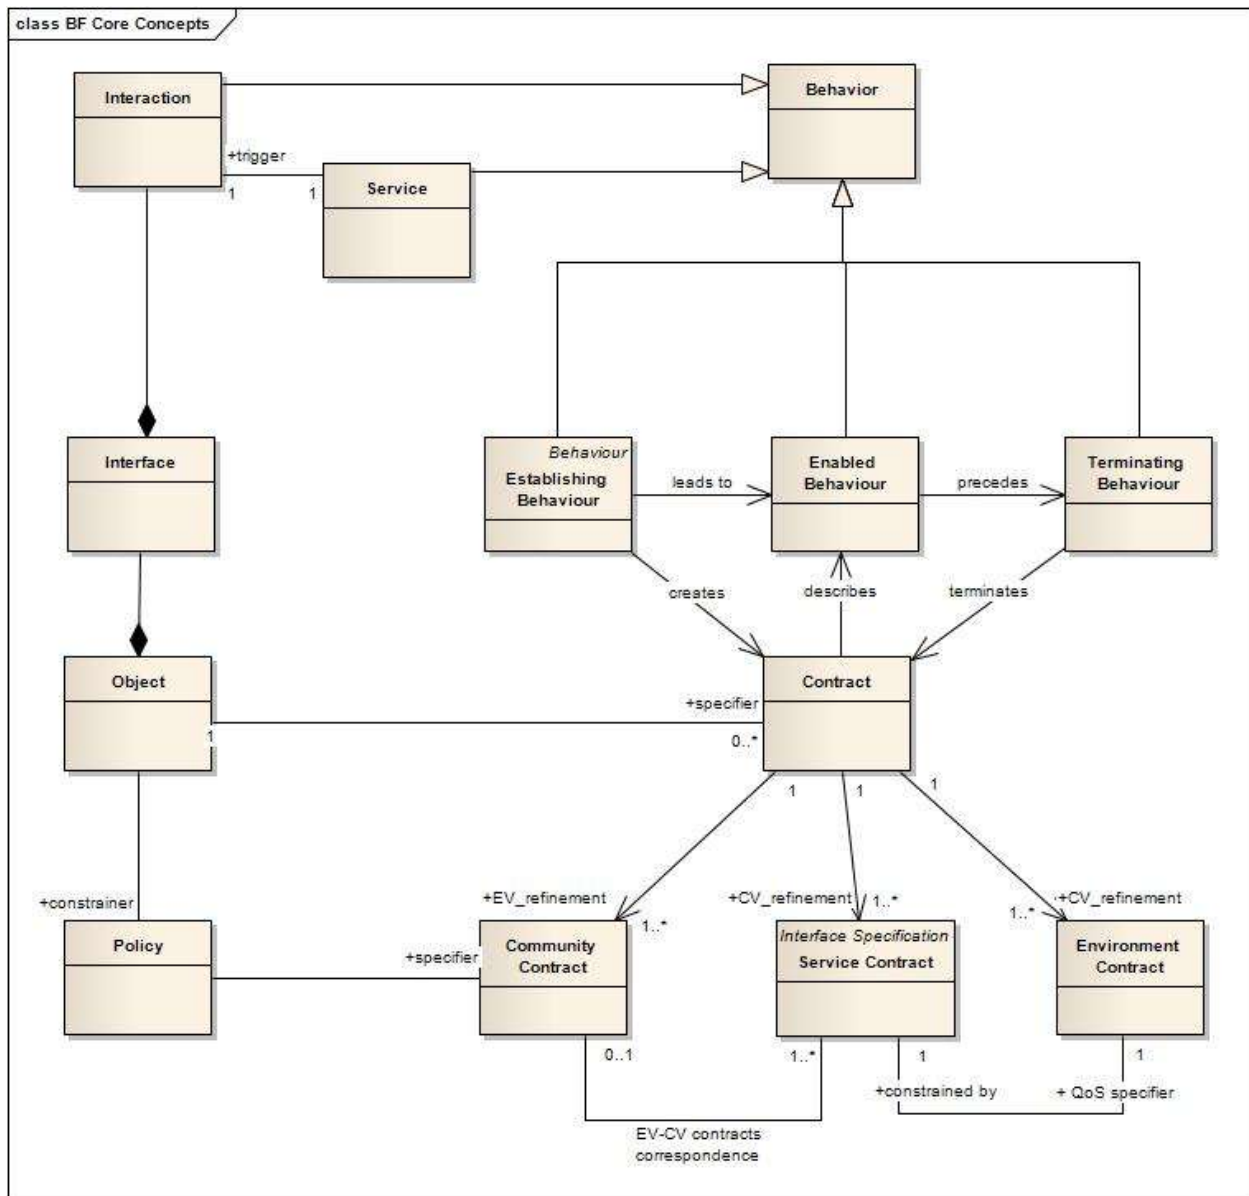 class BF Core Concepts
Interaction
Behavior
+trigger
1
1
Service
Interface
Behaviour
Establishing
Behaviour
leads to
Enabled
Behaviour
precedes
Terminating
Behaviour
creates
describes
terminates
Object
1
+specifier
0..*
Contract
1
1
1
+constrainer
+EV_refinement
1..*
+CV_refinement
1..*
1..*
+CV_refinement
Policy
+specifier
Community
Contract
Interface Specification
Service Contract
Environment
Contract
0..1
1..*
1
1
+constrained by
+ QoS specifier
EV-CV contracts
correspondence